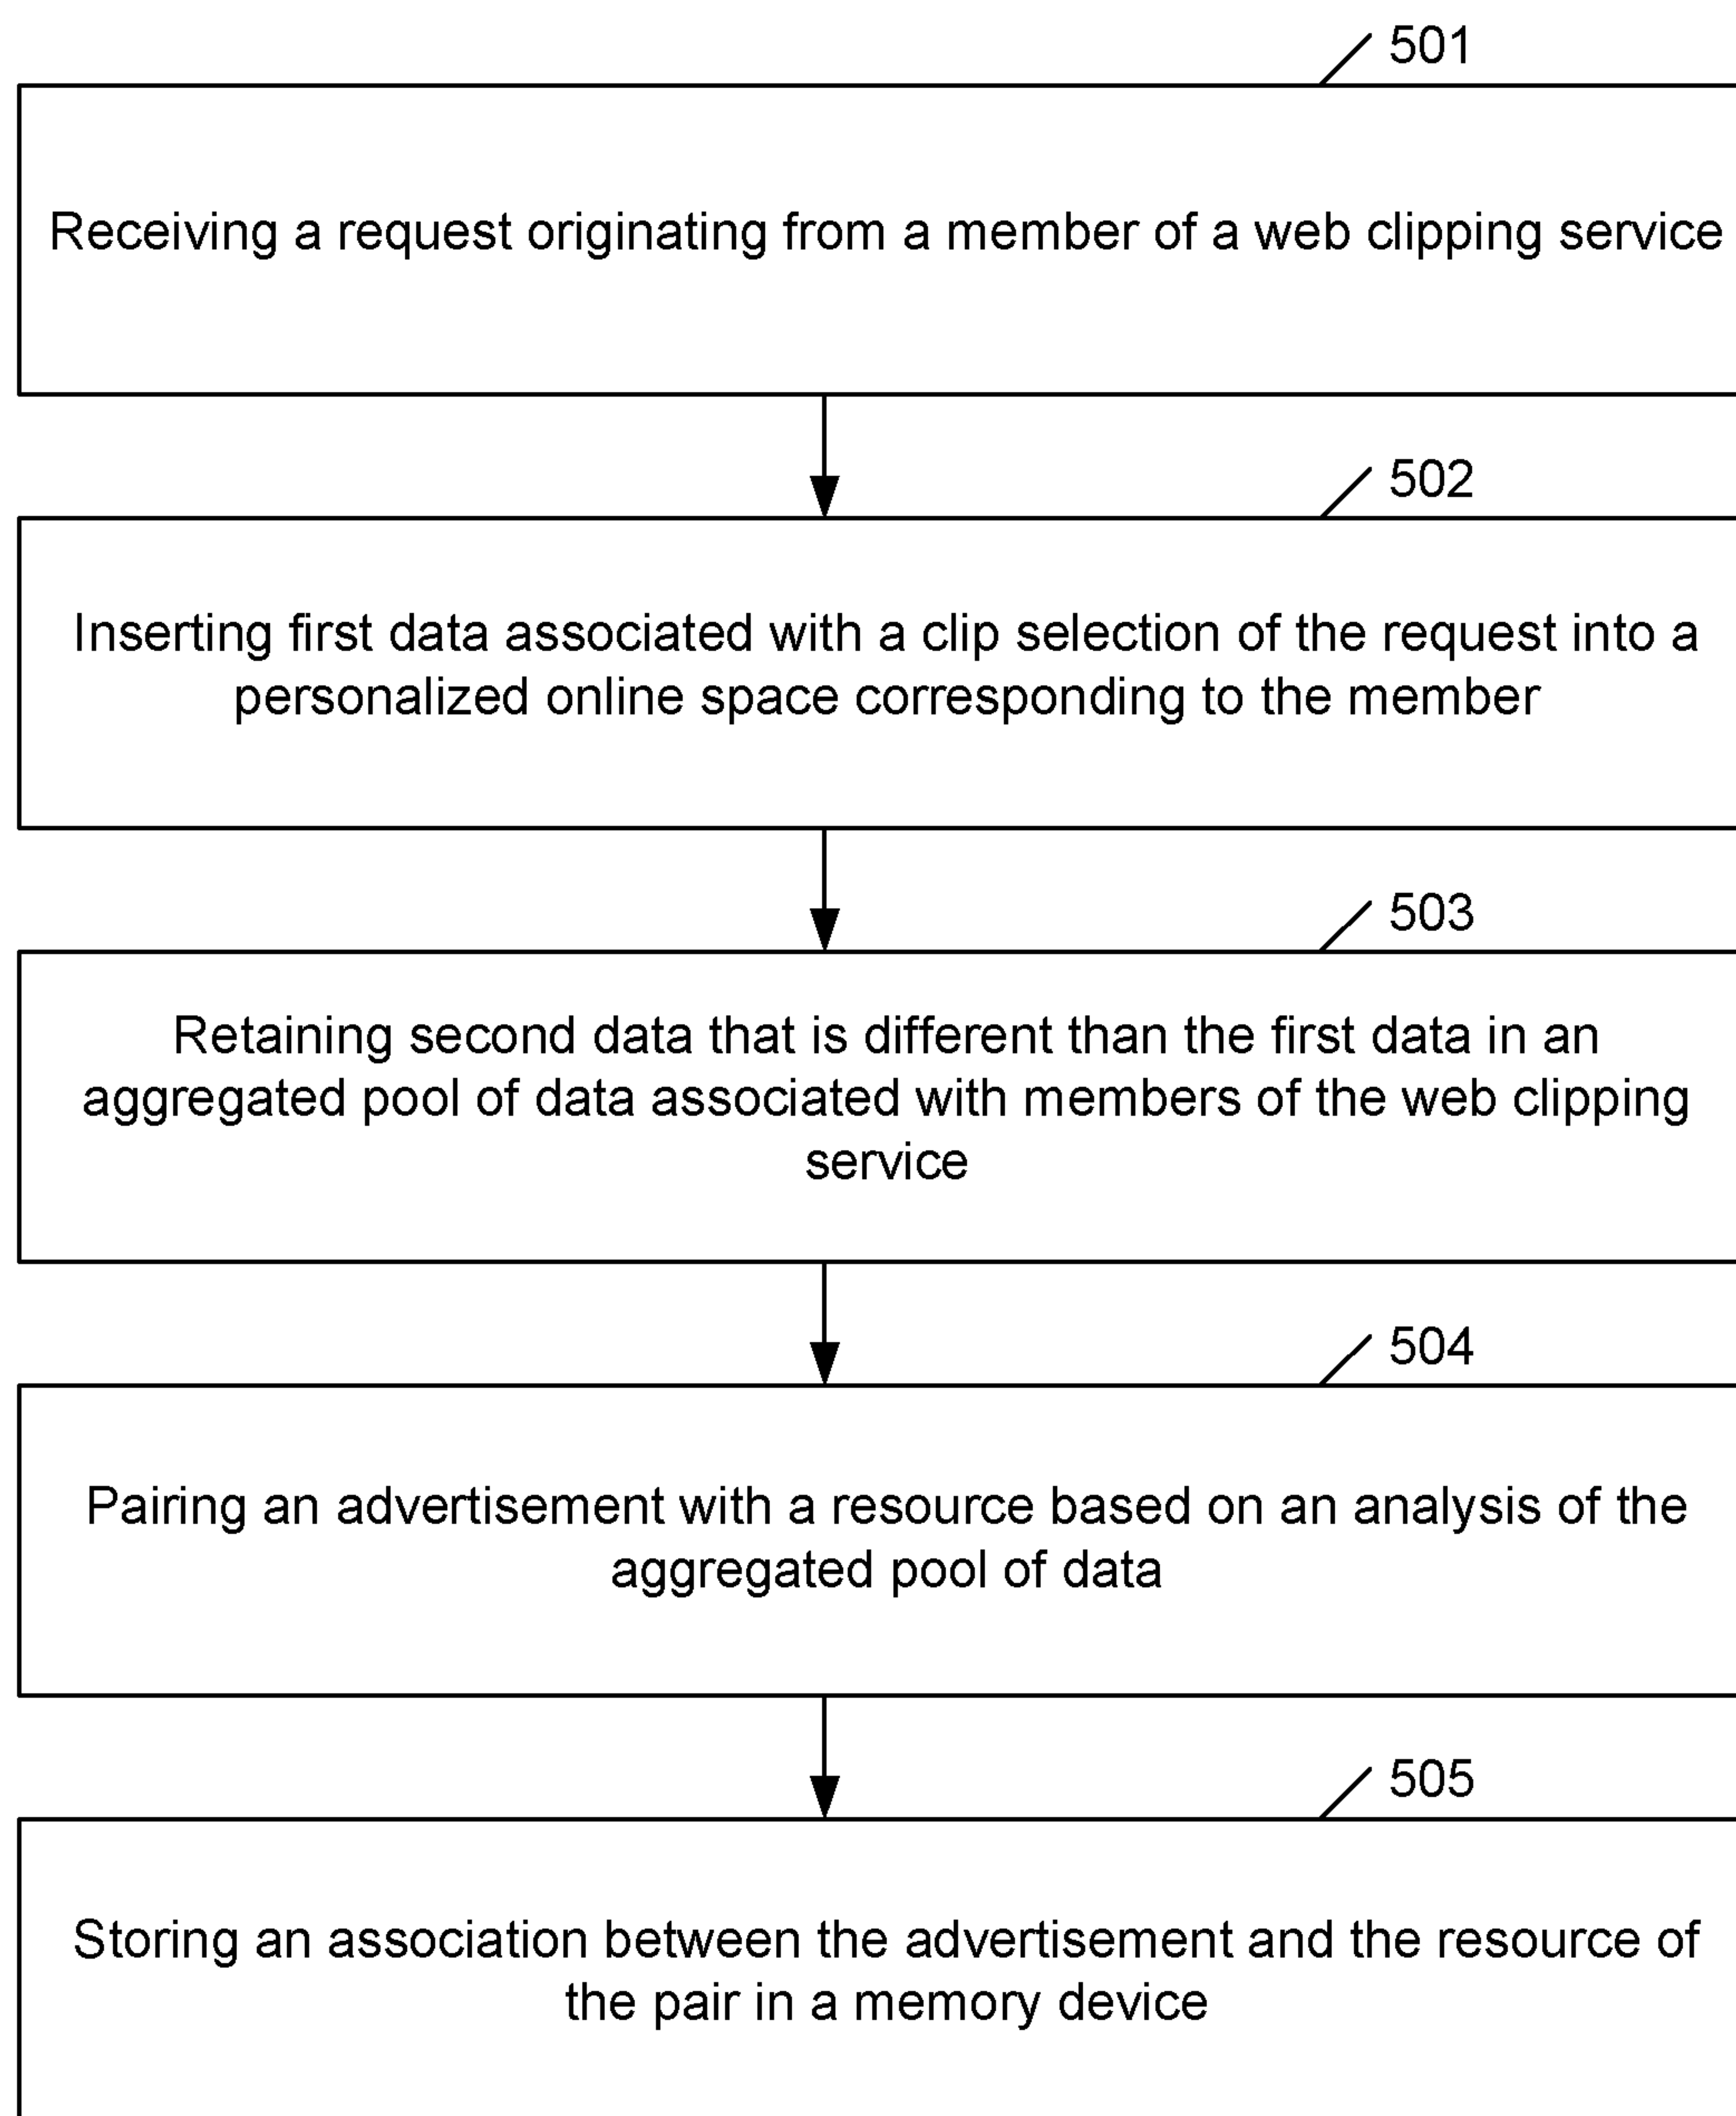 501
Receiving a request originating from a member of a web clipping service
502
Inserting first data associated with a clip selection of the request into a
personalized online space corresponding to the member
503
Retaining second data that is different than the first data in an
aggregated pool of data associated with members of the web clipping
service
504
Pairing an advertisement with a resource based on an analysis of the
aggregated pool of data
505
Storing an association between the advertisement and the resource of
the pair in a memory device